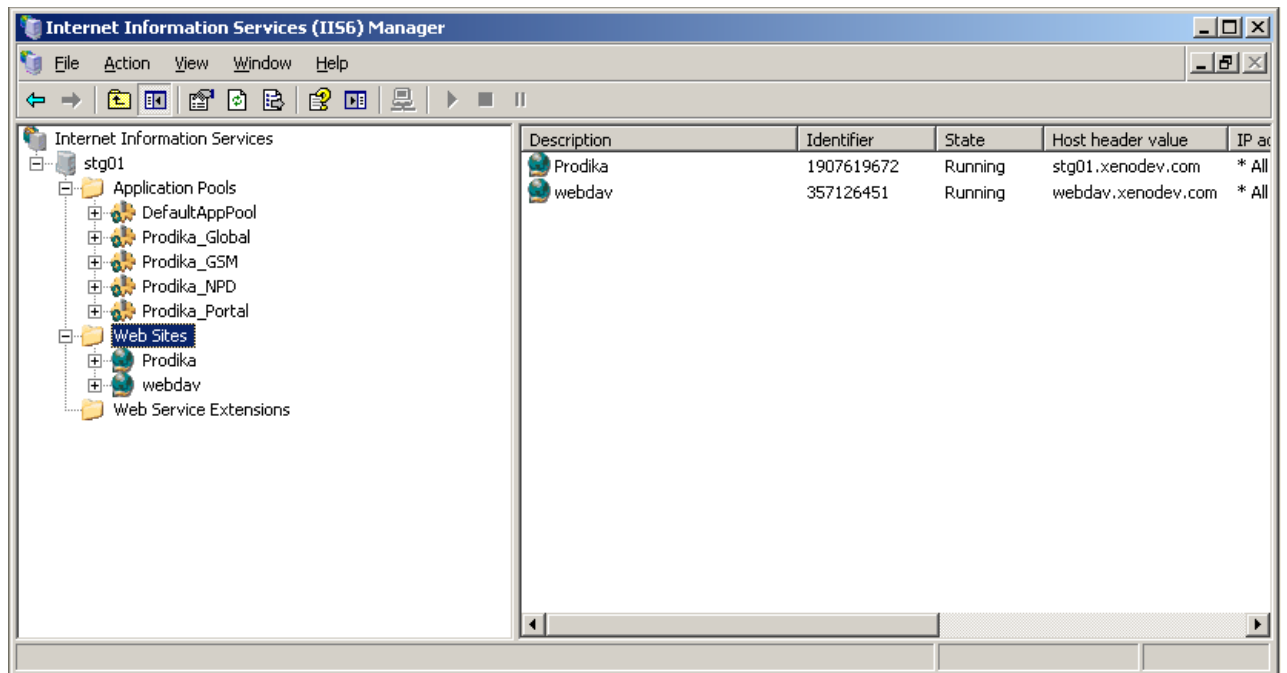 Internet Information Services (IIS6) Manager
File Action View Window Help
Internet Information Services
stg01
Application Pools
DefaultAppPool
Prodika_Global
Prodika_GSM
Prodika_NPD
Prodika_Portal
Web Sites
Prodika
webdav
Web Service Extensions
Description Identifier State Host header value IP ad
Prodika 1907619672 Running stg01.xenodev.com * All
webdav 357126451 Running webdav.xenodev.com * All